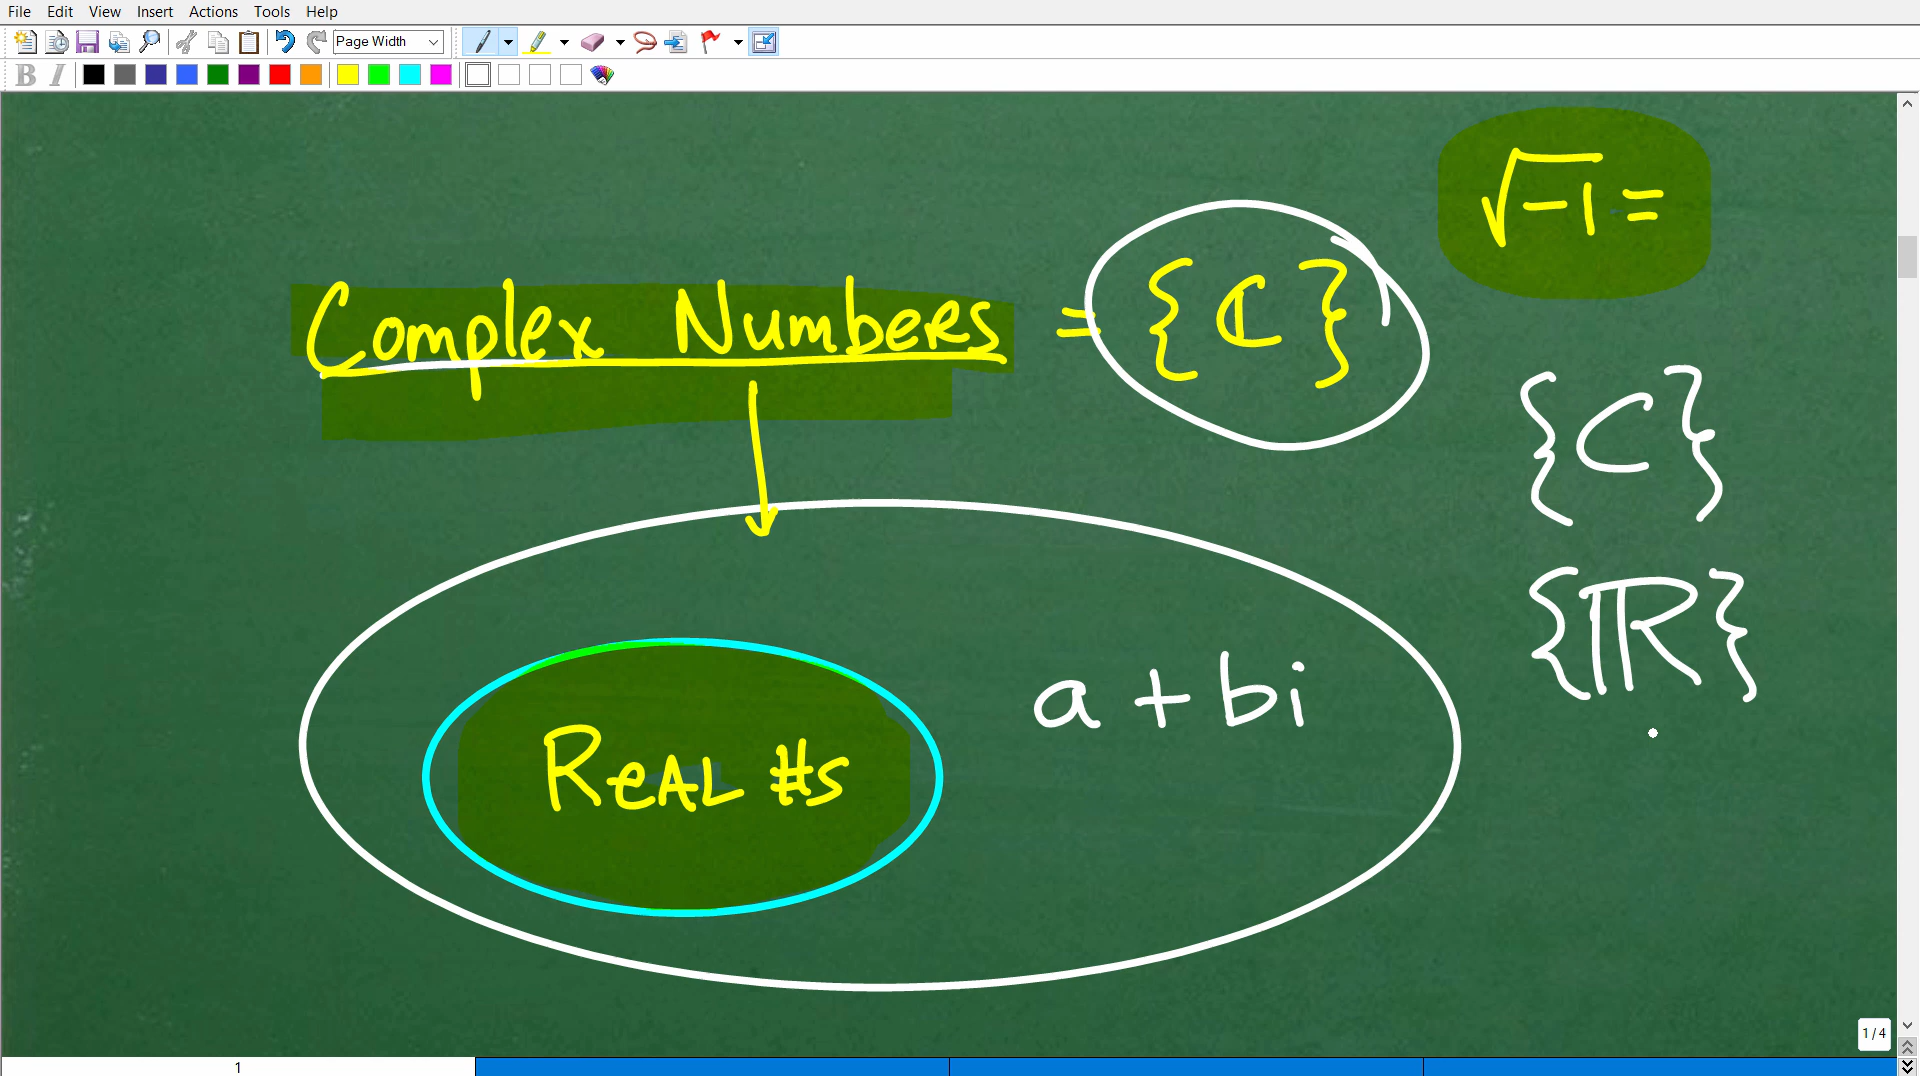 File Edit View Insert Actions Tools Help
Page Width
B I
√-1 =
Complex Numbers = {ℂ}
{C}
{ℝ}
a + bi
ReAL #s
1 / 4
1